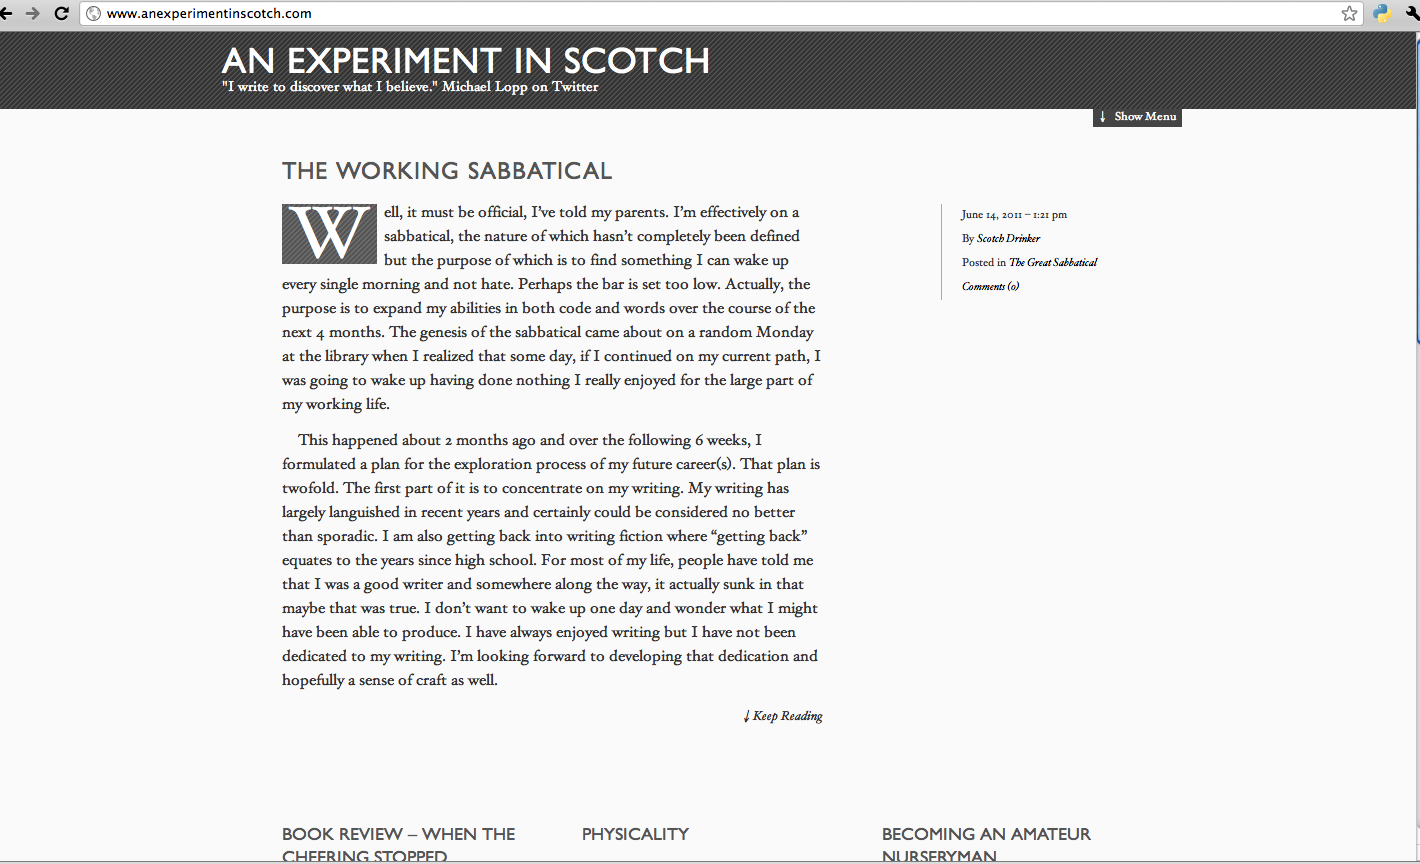 www.anexperimentinscotch.com
AN EXPERIMENT IN SCOTCH
"I write to discover what I believe." Michael Lopp on Twitter
↓ Show Menu
THE WORKING SABBATICAL
Well, it must be official, I’ve told my parents. I’m effectively on a
sabbatical, the nature of which hasn’t completely been defined
but the purpose of which is to find something I can wake up
every single morning and not hate. Perhaps the bar is set too low. Actually, the
purpose is to expand my abilities in both code and words over the course of the
next 4 months. The genesis of the sabbatical came about on a random Monday
at the library when I realized that some day, if I continued on my current path, I
was going to wake up having done nothing I really enjoyed for the large part of
my working life.
This happened about 2 months ago and over the following 6 weeks, I
formulated a plan for the exploration process of my future career(s). That plan is
twofold. The first part of it is to concentrate on my writing. My writing has
largely languished in recent years and certainly could be considered no better
than sporadic. I am also getting back into writing fiction where “getting back”
equates to the years since high school. For most of my life, people have told me
that I was a good writer and somewhere along the way, it actually sunk in that
maybe that was true. I don’t want to wake up one day and wonder what I might
have been able to produce. I have always enjoyed writing but I have not been
dedicated to my writing. I’m looking forward to developing that dedication and
hopefully a sense of craft as well.
↓ Keep Reading
June 14, 2011 – 1:21 pm
By Scotch Drinker
Posted in The Great Sabbatical
Comments (0)
BOOK REVIEW – WHEN THE
CHEERING STOPPED
PHYSICALITY
BECOMING AN AMATEUR
NURSERYMAN